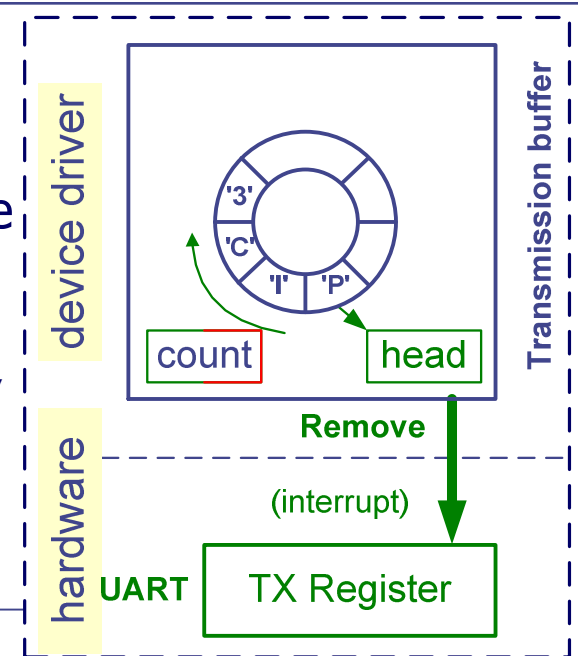 device driver
Transmission buffer
'3'
'C'
'I'
'P'
count
head
Remove
hardware
(interrupt)
UART
TX Register